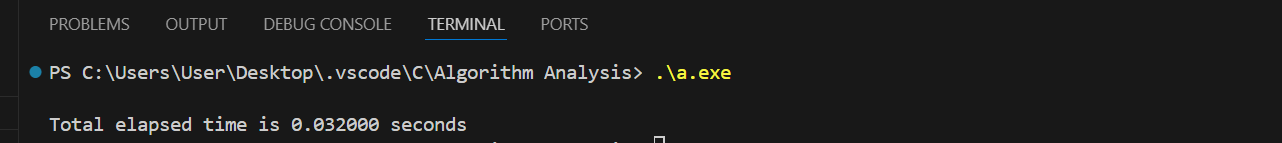 PROBLEMS OUTPUT DEBUG CONSOLE TERMINAL PORTS
PS C:\Users\User\Desktop\.vscode\C\Algorithm Analysis> .\a.exe
Total elapsed time is 0.032000 seconds